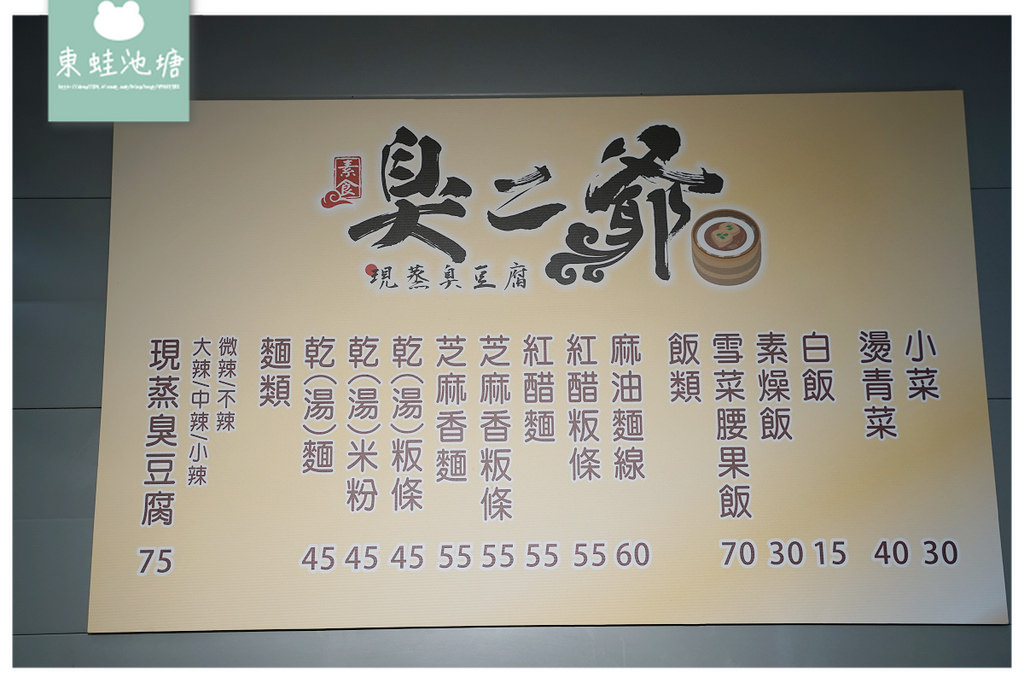 東蛙池塘
素食
臭二爺
現蒸臭豆腐
現蒸臭豆腐 75
大辣/中辣/小辣
微辣/不辣
麵類
乾(湯)麵 45
乾(湯)米粉 45
乾(湯)粄條 45
芝麻香麵 55
芝麻香粄條 55
紅醋麵 55
紅醋粄條 55
麻油麵線 60
飯類
雪菜腰果飯 70
素燥飯 30
白飯 15
燙青菜 40
小菜 30